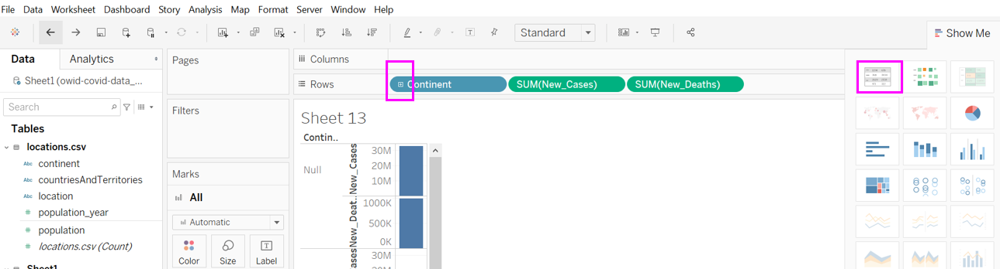 File Data Worksheet Dashboard Story Analysis Map Format Server Window Help
Standard
Show Me
Data Analytics
Sheet1 (owid-covid-data_...
Search
Tables
locations.csv
Abc continent
Abc countriesAndTerritories
Abc location
# population_year
# population
# locations.csv (Count)
Pages
Filters
Marks
All
Automatic
Color Size Label
Columns
Rows Continent SUM(New_Cases) SUM(New_Deaths)
Sheet 13
Contin..
Null
New_Cases
30M
20M
10M
New_Deat..
1000K
500K
0K
30M